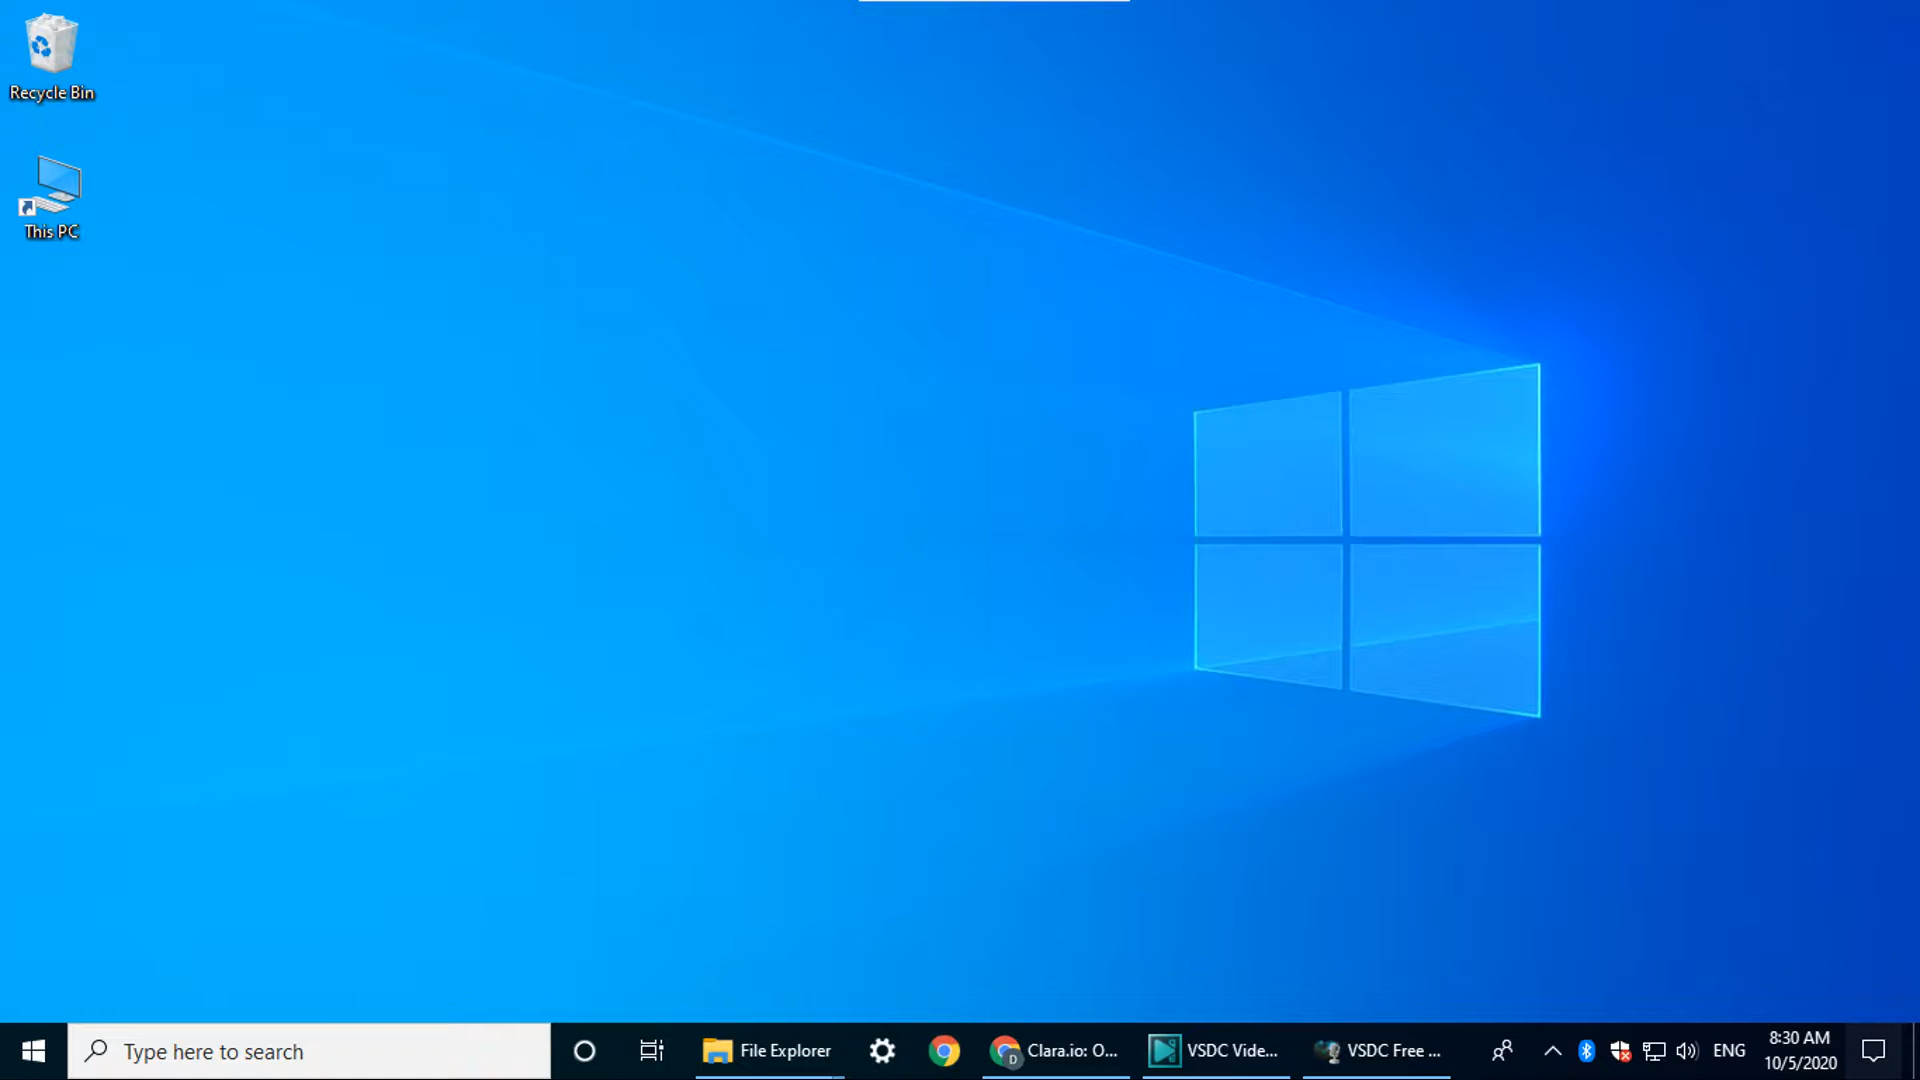 Recycle Bin
This PC
Type here to search
File Explorer
D
Clara.io: O...
VSDC Vide...
VSDC Free ...
ENG
8:30 AM
10/5/2020